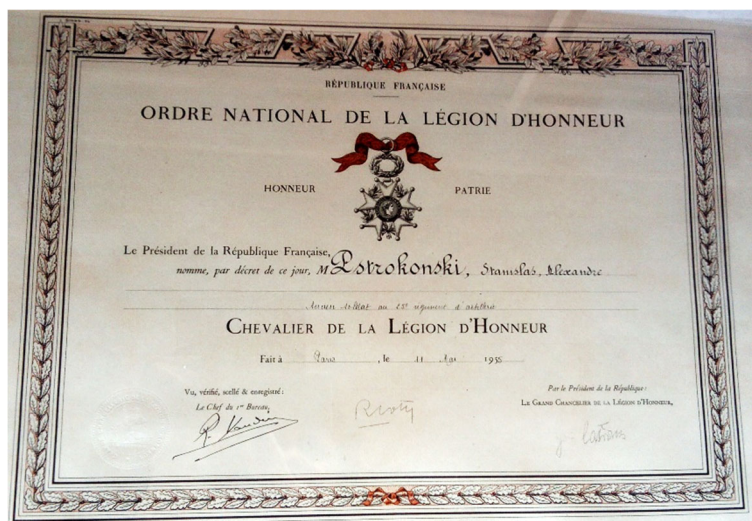 RÉPUBLIQUE FRANÇAISE
ORDRE NATIONAL DE LA LÉGION D'HONNEUR
HONNEUR PATRIE
Le Président de la République Française,
nomme, par décret de ce jour, M Ostrokonski, Stanislas, Alexandre
Ancien soldat au 28e régiment d'
CHEVALIER DE LA LÉGION D'HONNEUR
Fait à Paris, le 11 1955
Vu, vérifié, scellé & enregistré:
Le Chef du 1er Bureau,
Par le Président de la République:
LE GRAND CHANCELIER DE LA LÉGION D'HONNEUR,